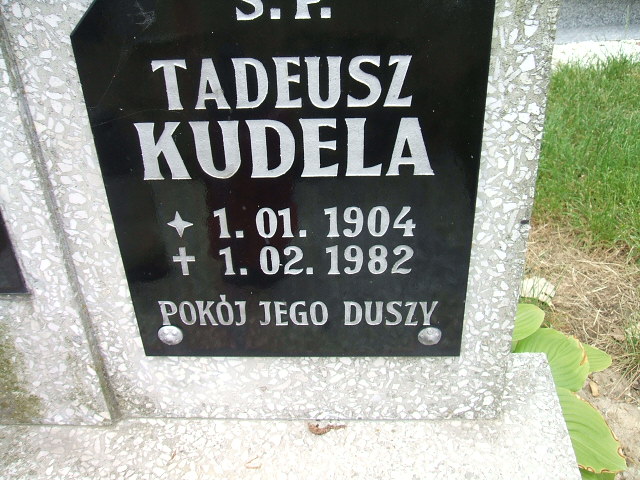 Ś.P.
TADEUSZ
KUDELA
1.01.1904
1.02.1982
POKÓJ JEGO DUSZY